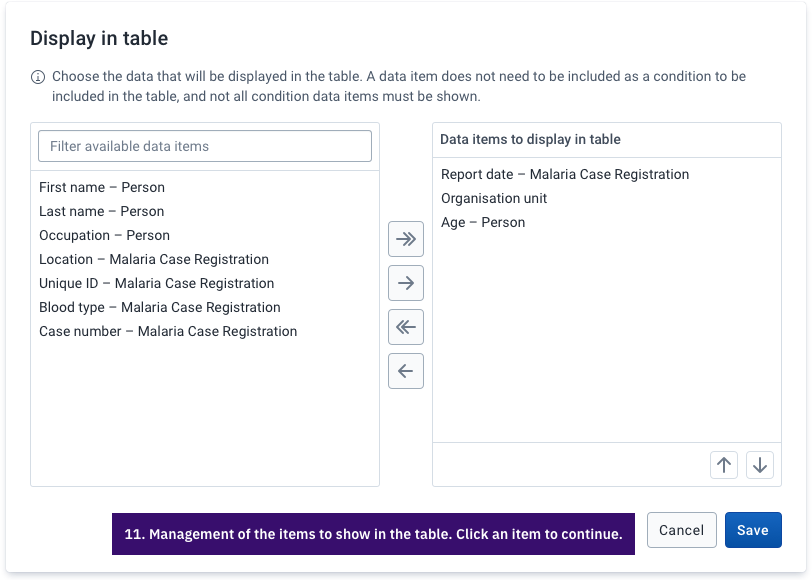 Display in table
Choose the data that will be displayed in the table. A data item does not need to be included as a condition to be
included in the table, and not all condition data items must be shown.
Filter available data items
First name – Person
Last name – Person
Occupation – Person
Location – Malaria Case Registration
Unique ID – Malaria Case Registration
Blood type – Malaria Case Registration
Case number – Malaria Case Registration
Data items to display in table
Report date – Malaria Case Registration
Organisation unit
Age – Person
11. Management of the items to show in the table. Click an item to continue.
Cancel
Save